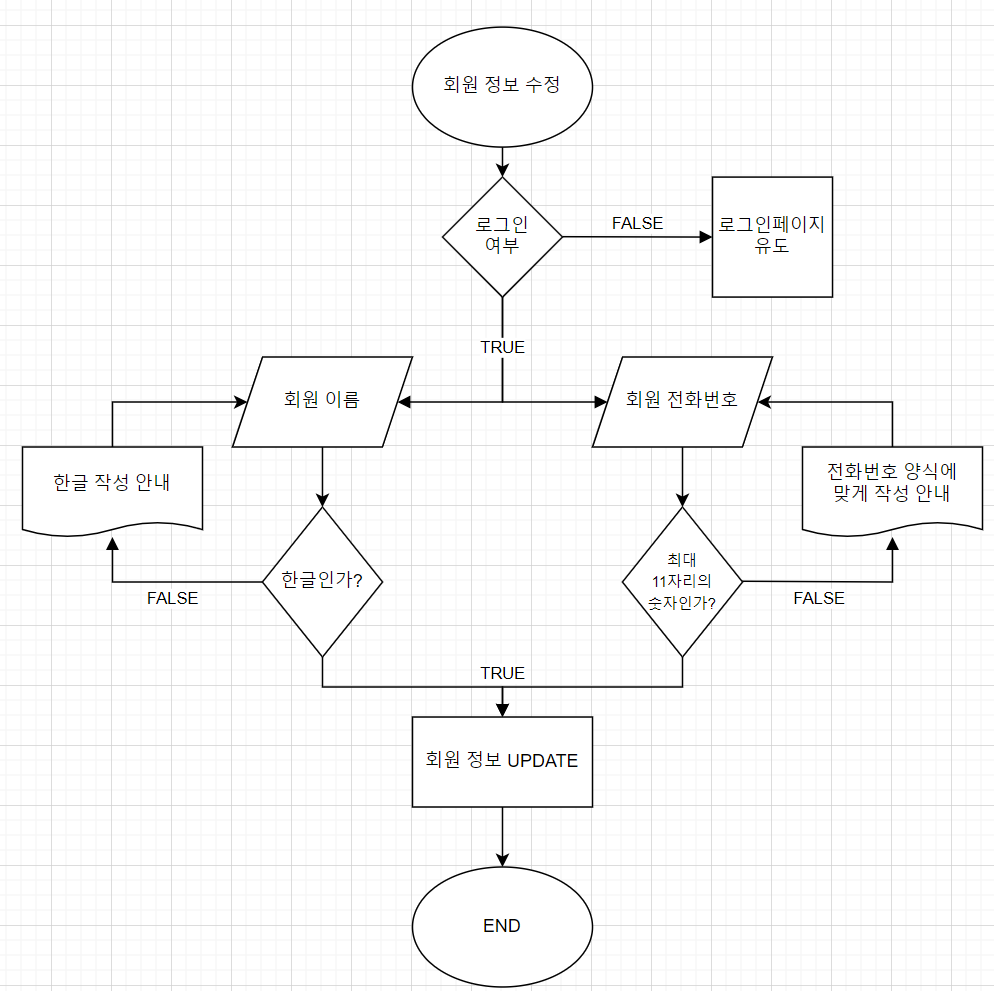 회원 정보 수정
로그인
여부
FALSE
로그인페이지
유도
TRUE
회원 이름
회원 전화번호
한글 작성 안내
전화번호 양식에
맞게 작성 안내
한글인가?
최대
11자리의
숫자인가?
FALSE
FALSE
TRUE
회원 정보 UPDATE
END